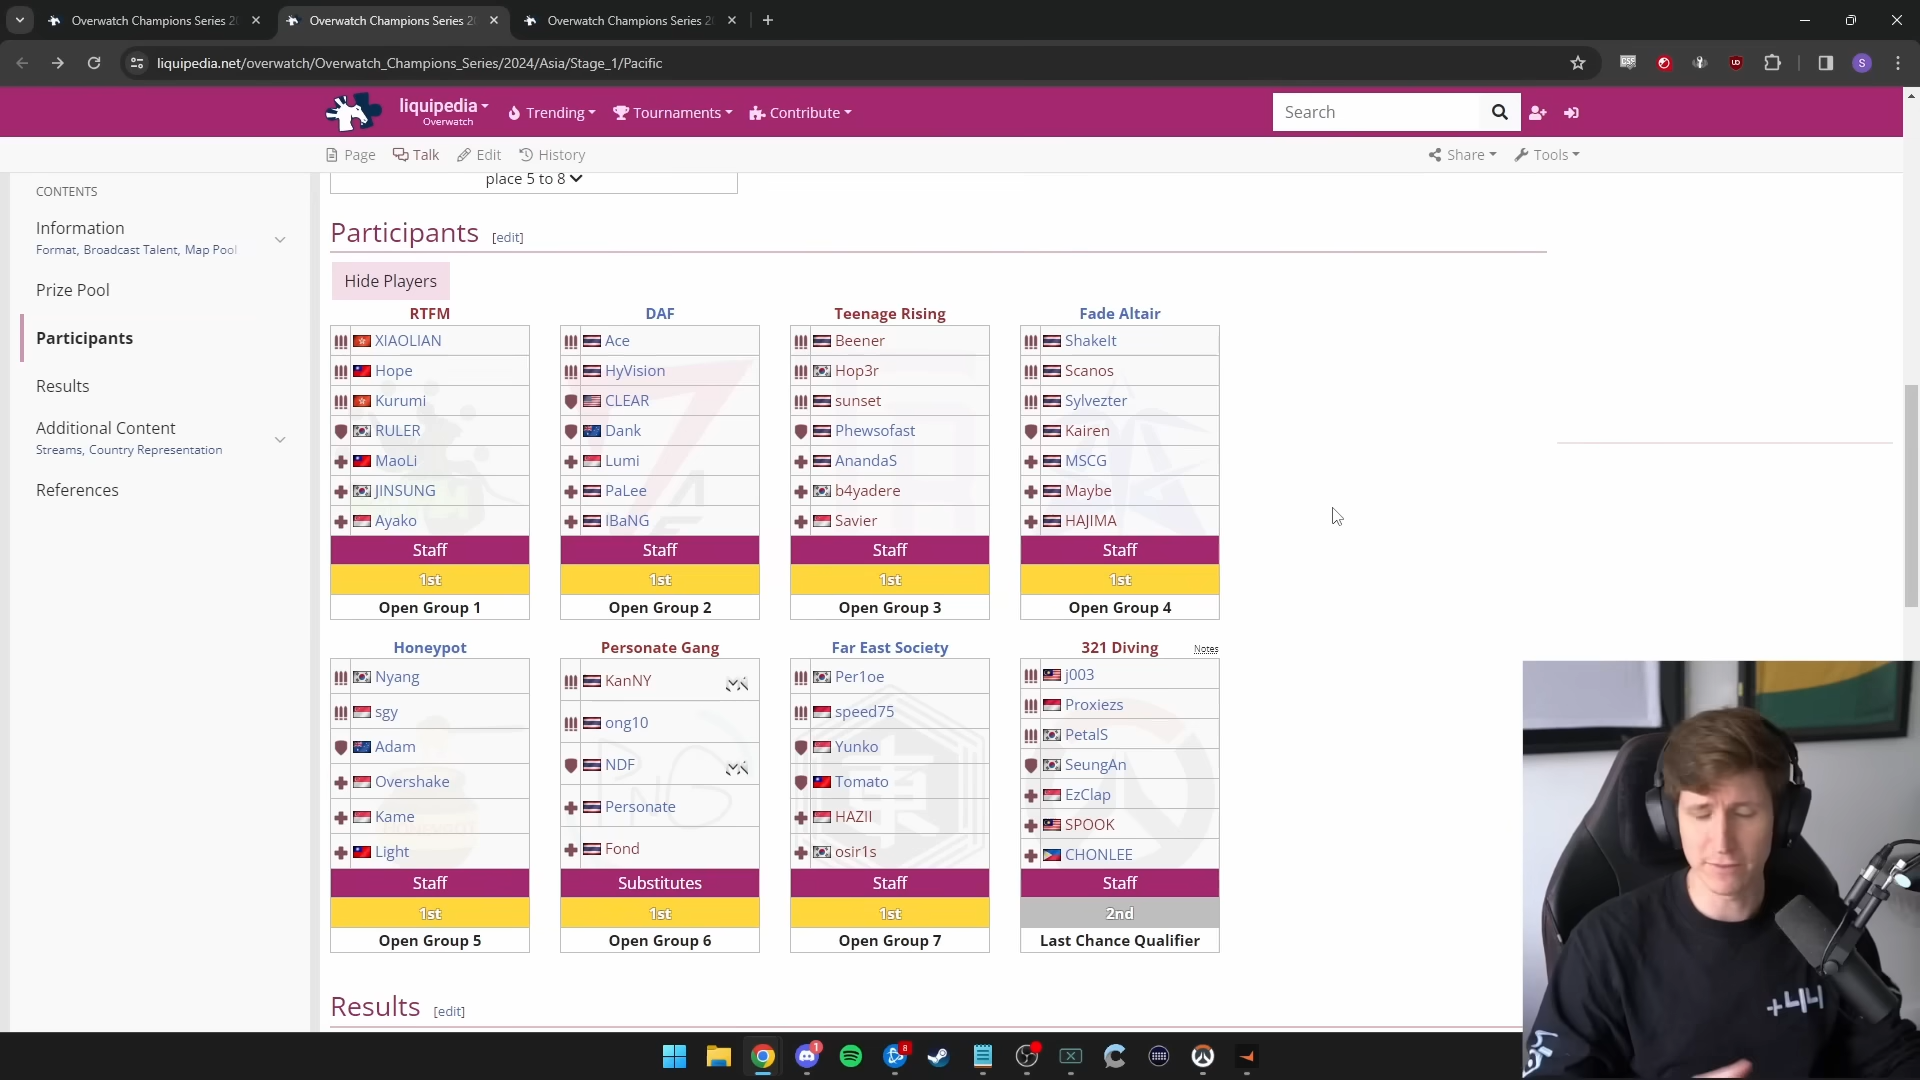 Overwatch Champions Series 2
Overwatch Champions Series 2
Overwatch Champions Series 2
liquipedia.net/overwatch/Overwatch_Champions_Series/2024/Asia/Stage_1/Pacific
S
liquipedia
Overwatch
Trending
Tournaments
Contribute
Search
Page
Talk
Edit
History
Share
Tools
CONTENTS
Information
Format, Broadcast Talent, Map Pool
Prize Pool
Participants
Results
Additional Content
Streams, Country Representation
References
place 5 to 8
Participants [edit]
Hide Players
RTFM
XIAOLIAN
Hope
Kurumi
RULER
MaoLi
JINSUNG
Ayako
Staff
1st
Open Group 1
DAF
Ace
HyVision
CLEAR
Dank
Lumi
PaLee
IBaNG
Staff
1st
Open Group 2
Teenage Rising
Beener
Hop3r
sunset
Phewsofast
AnandaS
b4yadere
Savier
Staff
1st
Open Group 3
Fade Altair
ShakeIt
Scanos
Sylvezter
Kairen
MSCG
Maybe
HAJIMA
Staff
1st
Open Group 4
Honeypot
Nyang
sgy
Adam
Overshake
Kame
Light
Staff
1st
Open Group 5
Personate Gang
KanNY
ong10
NDF
Personate
Fond
Substitutes
1st
Open Group 6
Far East Society
Per1oe
speed75
Yunko
Tomato
HAZII
osir1s
Staff
1st
Open Group 7
321 Diving
Notes
j003
Proxiezs
PetalS
SeungAn
EzClap
SPOOK
CHONLEE
Staff
2nd
Last Chance Qualifier
Results [edit]
+44
1
8